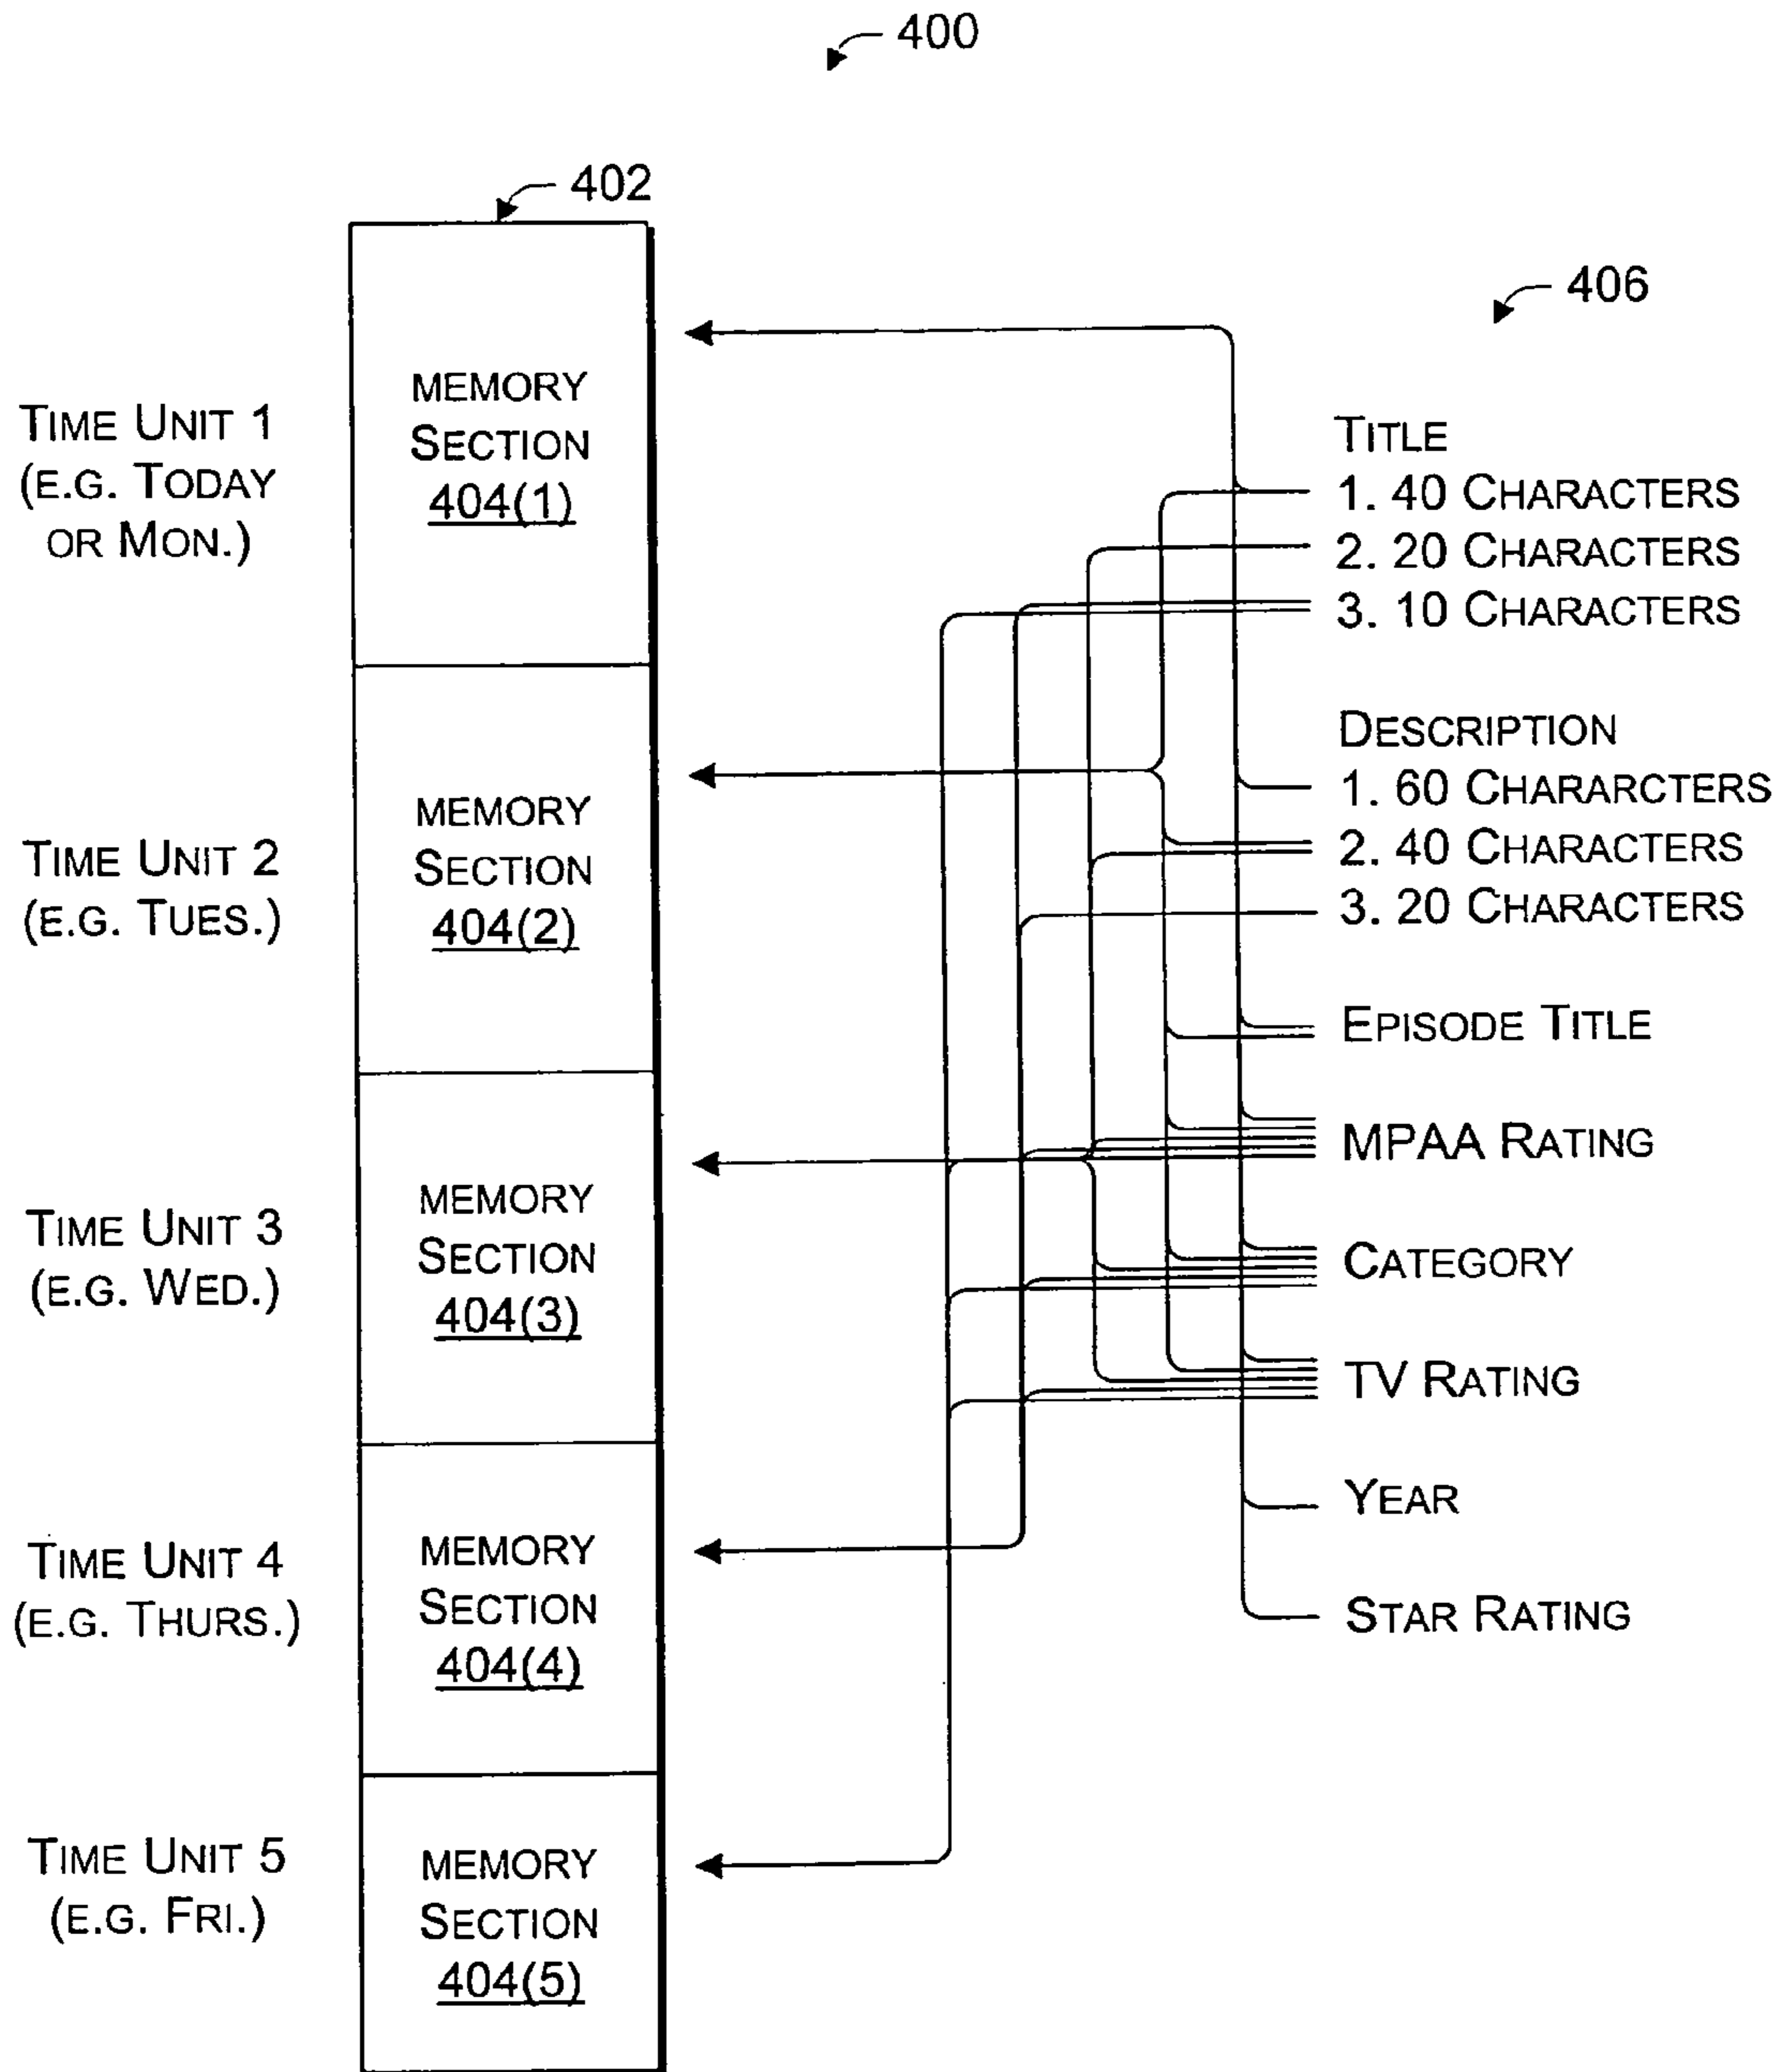 400
402
406
TIME UNIT 1
(E.G. TODAY
OR MON.)
MEMORY
SECTION
404(1)
TIME UNIT 2
(E.G. TUES.)
MEMORY
SECTION
404(2)
TIME UNIT 3
(E.G. WED.)
MEMORY
SECTION
404(3)
TIME UNIT 4
(E.G. THURS.)
MEMORY
SECTION
404(4)
TIME UNIT 5
(E.G. FRI.)
MEMORY
SECTION
404(5)
TITLE
1. 40 CHARACTERS
2. 20 CHARACTERS
3. 10 CHARACTERS
DESCRIPTION
1. 60 CHARARCTERS
2. 40 CHARACTERS
3. 20 CHARACTERS
EPISODE TITLE
MPAA RATING
CATEGORY
TV RATING
YEAR
STAR RATING